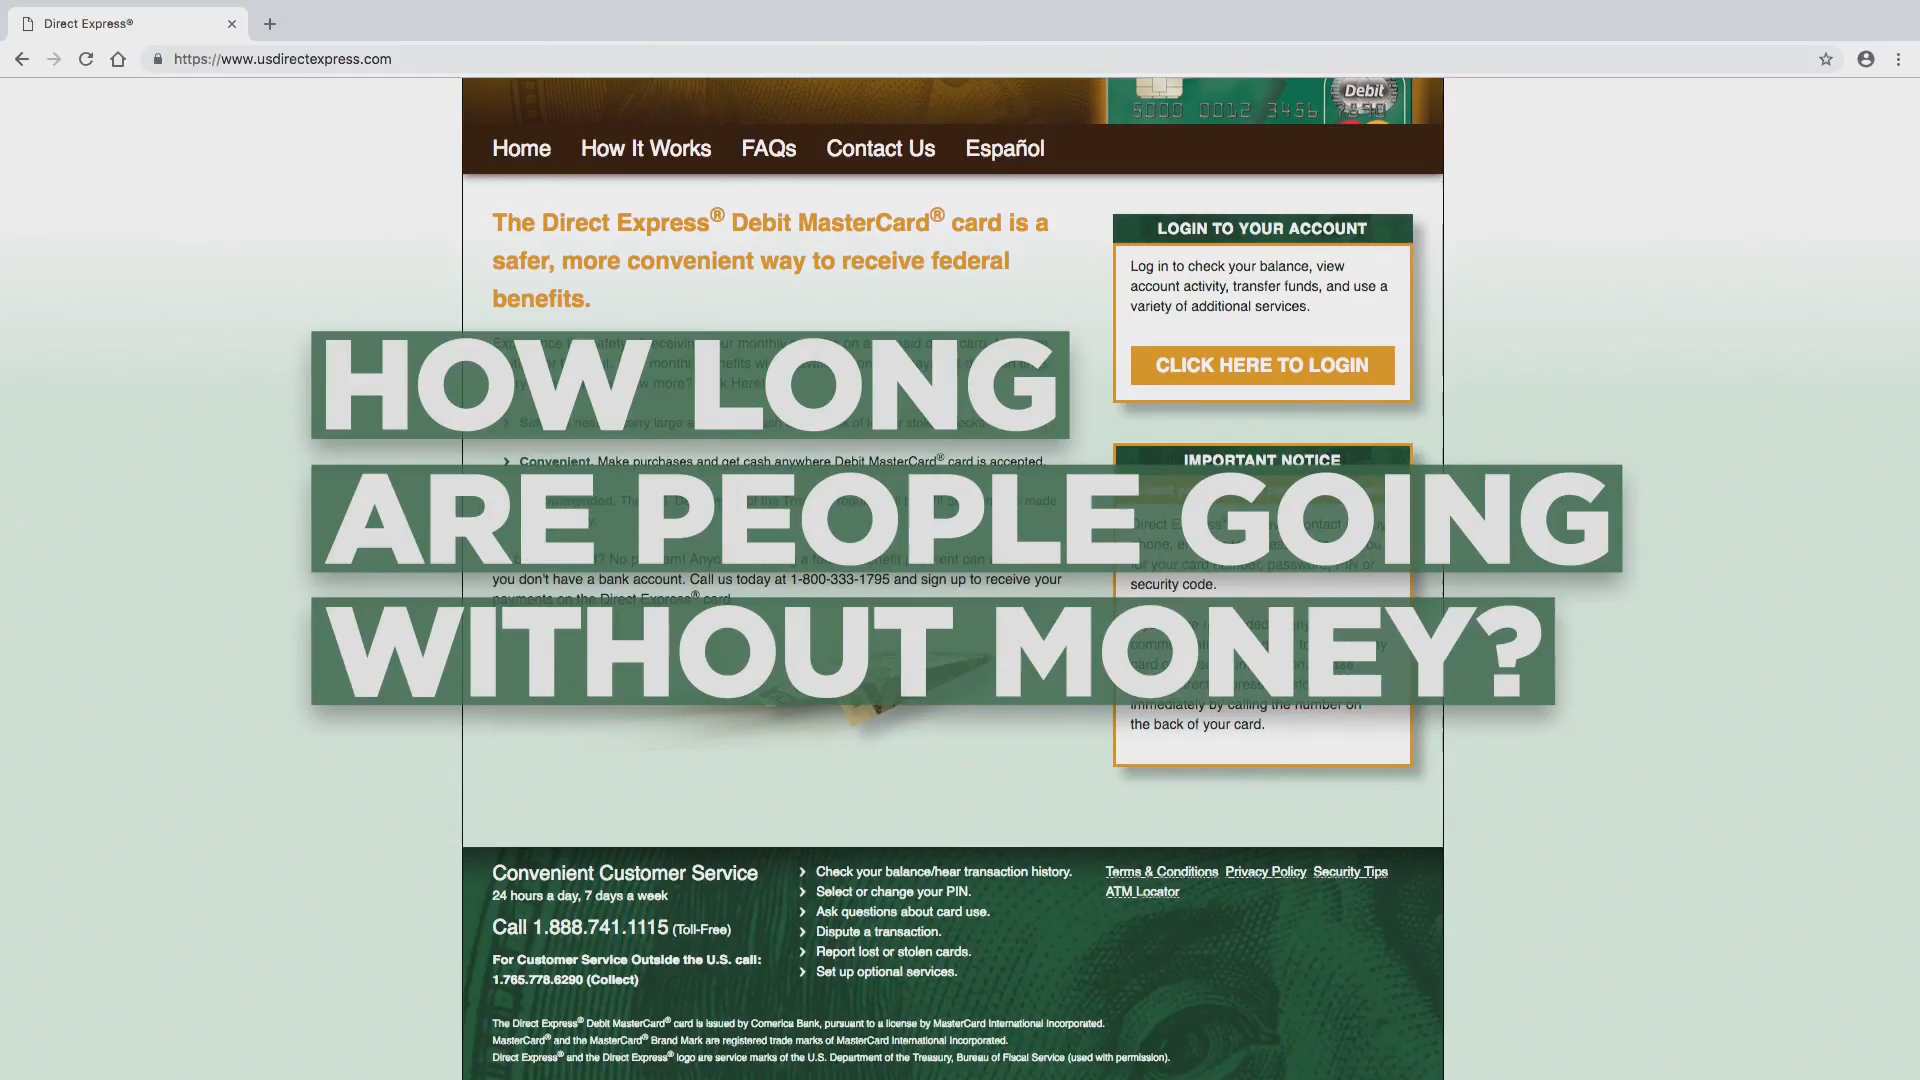 Direct Express®
https://www.usdirectexpress.com
Debit
5000 0012 3456 7890
Home How It Works FAQs Contact Us Español
The Direct Express® Debit MasterCard® card is a
safer, more convenient way to receive federal
benefits.
LOGIN TO YOUR ACCOUNT
Log in to check your balance, view
account activity, transfer funds, and use a
variety of additional services.
CLICK HERE TO LOGIN
HOW LONG
ARE PEOPLE GOING
WITHOUT MONEY?
Convenient. Make purchases and get cash anywhere Debit MasterCard® card is accepted.
you don't have a bank account. Call us today at 1-800-333-1795 and sign up to receive your
payments on the Direct Express® card.
IMPORTANT NOTICE
security code.
immediately by calling the number on
the back of your card.
Convenient Customer Service
24 hours a day, 7 days a week
Call 1.888.741.1115 (Toll-Free)
For Customer Service Outside the U.S. call:
1.765.778.6290 (Collect)
Check your balance/hear transaction history.
Select or change your PIN.
Ask questions about card use.
Dispute a transaction.
Report lost or stolen cards.
Set up optional services.
Terms & Conditions Privacy Policy Security Tips
ATM Locator
The Direct Express® Debit MasterCard® card is issued by Comerica Bank, pursuant to a license by MasterCard International Incorporated.
MasterCard® and the MasterCard® Brand Mark are registered trade marks of MasterCard International Incorporated.
Direct Express® and the Direct Express® logo are service marks of the U.S. Department of the Treasury, Bureau of Fiscal Service (used with permission).